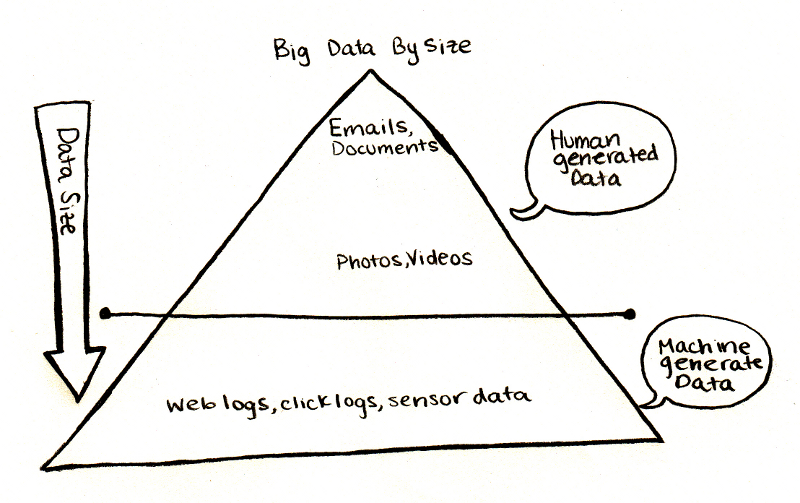 Big Data By Size
Data Size
Emails,
Documents
Human
generated
Data
Photos,Videos
Machine
generate
Data
web logs, click logs, sensor data